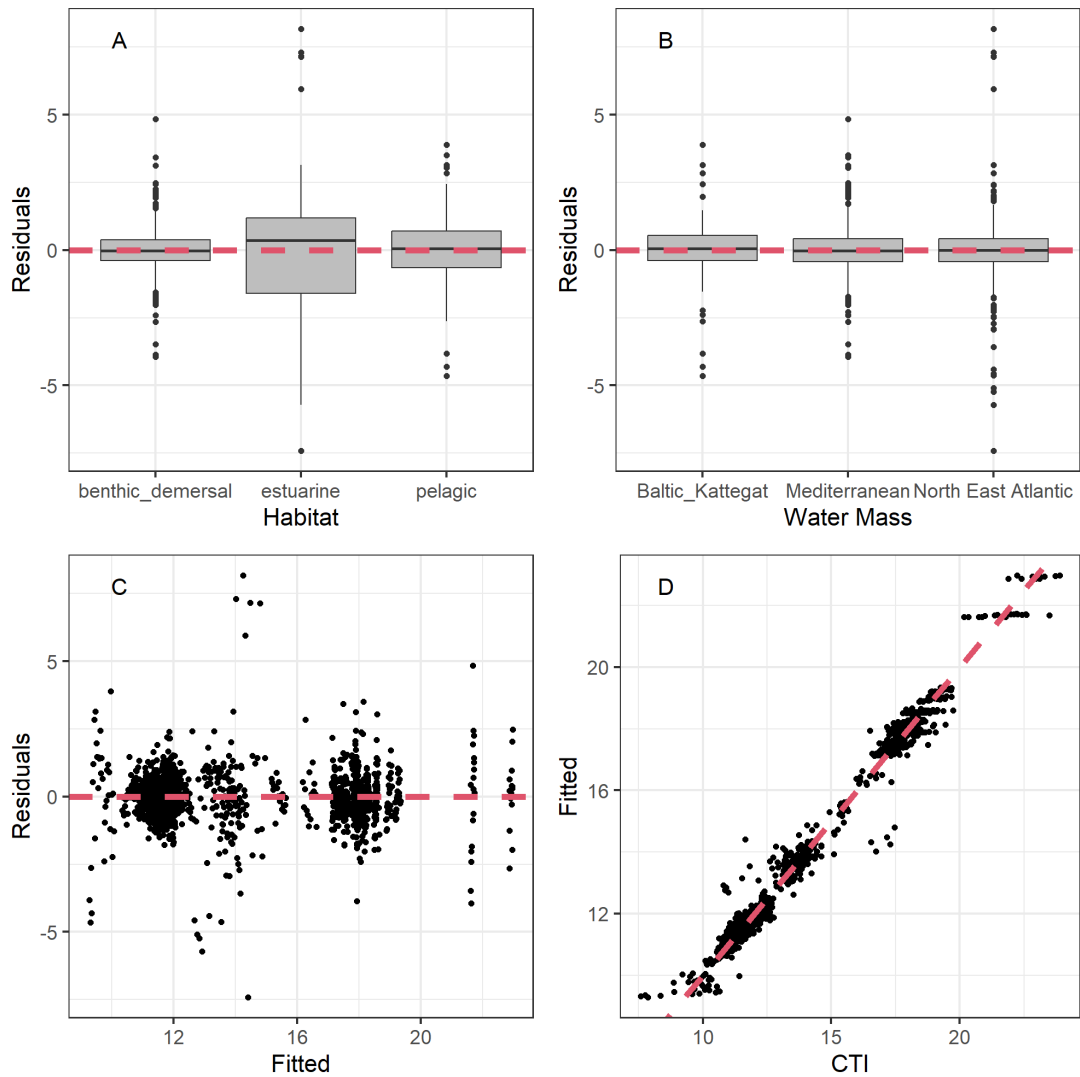 A
B
Residuals
5
0
-5
benthic_demersal estuarine pelagic
Habitat
Residuals
5
0
-5
Baltic_Kattegat Mediterranean North East Atlantic
Water Mass
C
D
Residuals
5
0
-5
12 16 20
Fitted
Fitted
20
16
12
10 15 20
CTI